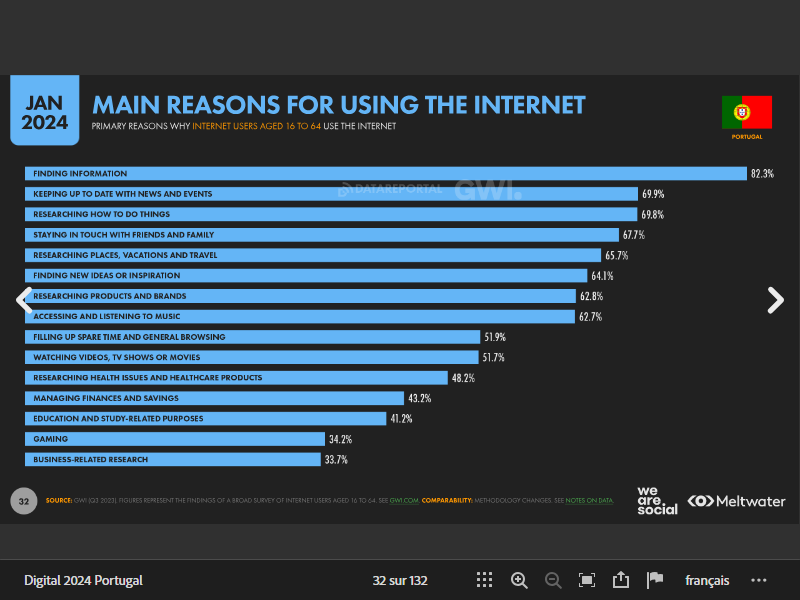 JAN
2024
MAIN REASONS FOR USING THE INTERNET
PRIMARY REASONS WHY INTERNET USERS AGED 16 TO 64 USE THE INTERNET
PORTUGAL
FINDING INFORMATION 82.3%
DATAREPORTAL GWI.
KEEPING UP TO DATE WITH NEWS AND EVENTS 69.9%
RESEARCHING HOW TO DO THINGS 69.8%
STAYING IN TOUCH WITH FRIENDS AND FAMILY 67.7%
RESEARCHING PLACES, VACATIONS AND TRAVEL 65.7%
FINDING NEW IDEAS OR INSPIRATION 64.1%
RESEARCHING PRODUCTS AND BRANDS 62.8%
ACCESSING AND LISTENING TO MUSIC 62.7%
FILLING UP SPARE TIME AND GENERAL BROWSING 51.9%
WATCHING VIDEOS, TV SHOWS OR MOVIES 51.7%
RESEARCHING HEALTH ISSUES AND HEALTHCARE PRODUCTS 48.2%
MANAGING FINANCES AND SAVINGS 43.2%
EDUCATION AND STUDY-RELATED PURPOSES 41.2%
GAMING 34.2%
BUSINESS-RELATED RESEARCH 33.7%
32
SOURCE: GWI (Q3 2023). FIGURES REPRESENT THE FINDINGS OF A BROAD SURVEY OF INTERNET USERS AGED 16 TO 64. SEE GWI.COM. COMPARABILITY: METHODOLOGY CHANGES. SEE NOTES ON DATA.
we
are.
social
Meltwater
Digital 2024 Portugal
32 sur 132
français